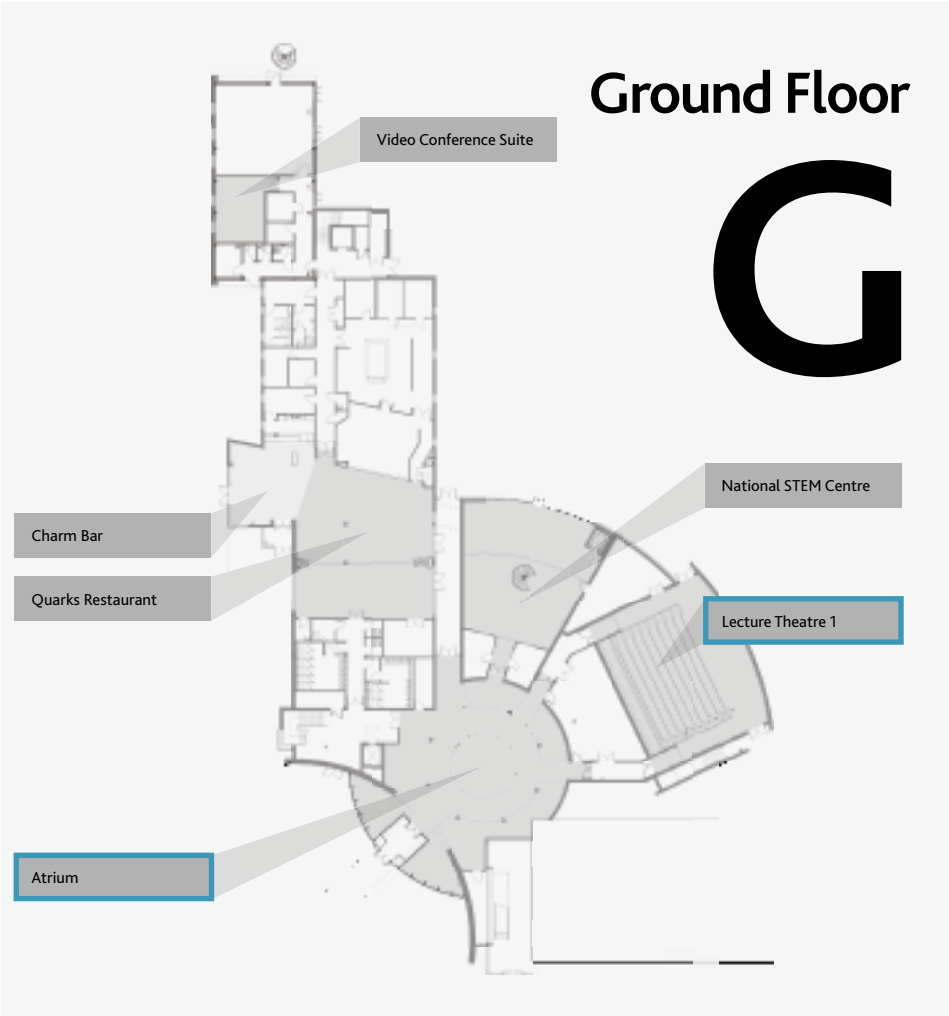 Ground Floor
G
Video Conference Suite
National STEM Centre
Charm Bar
Quarks Restaurant
Lecture Theatre 1
Atrium